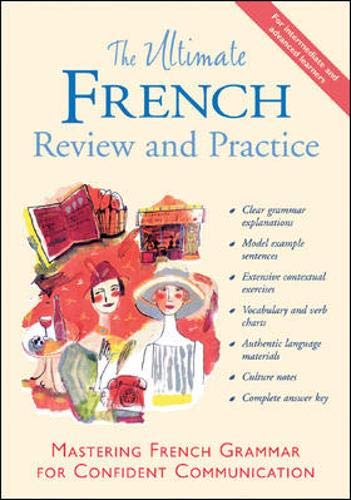 For intermediate and
advanced learners
The Ultimate
FRENCH
Review and Practice
Clear grammar
explanations
Model example
sentences
Extensive contextual
exercises
Vocabulary and verb
charts
Authentic language
materials
Culture notes
Complete answer key
MASTERING FRENCH GRAMMAR
FOR CONFIDENT COMMUNICATION